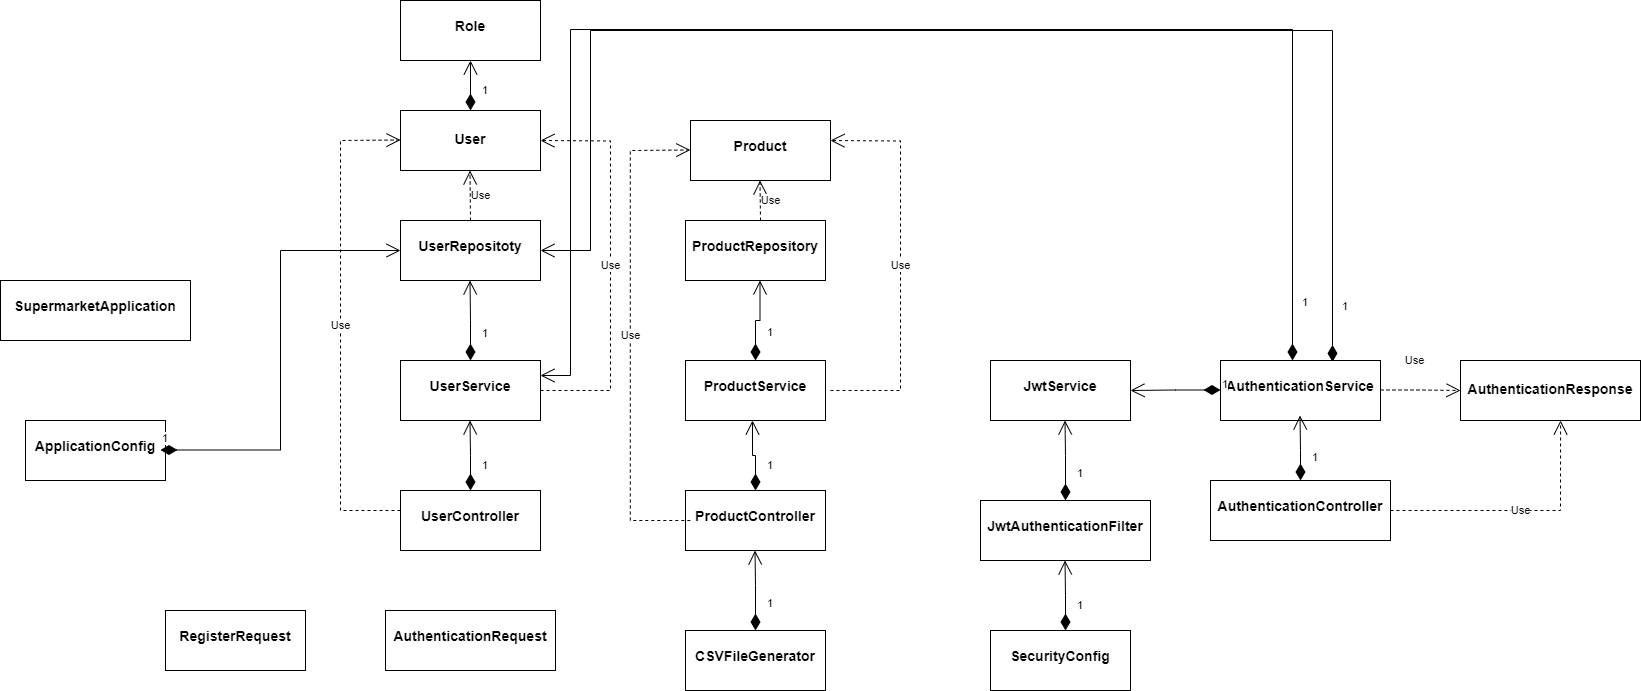 Role
1
User
Product
Use
Use
UserRepositoty
ProductRepository
Use
Use
SupermarketApplication
1
1
Use
1
1
Use
Use
UserService
ProductService
JwtService
1
AuthenticationService
AuthenticationResponse
ApplicationConfig
1
1
1
1
1
UserController
ProductController
JwtAuthenticationFilter
AuthenticationController
Use
1
1
RegisterRequest
AuthenticationRequest
CSVFileGenerator
SecurityConfig